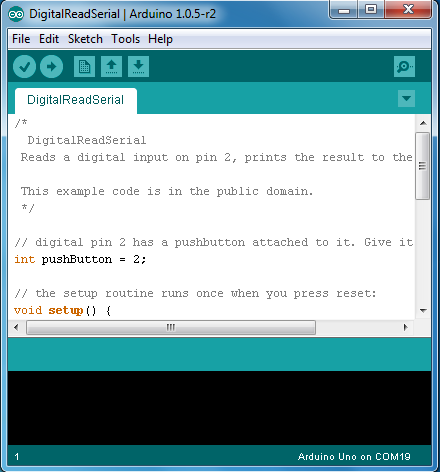 DigitalReadSerial | Arduino 1.0.5-r2
File Edit Sketch Tools Help
DigitalReadSerial
/*
  DigitalReadSerial
 Reads a digital input on pin 2, prints the result to the
 This example code is in the public domain.
 */
// digital pin 2 has a pushbutton attached to it. Give it
int pushButton = 2;
// the setup routine runs once when you press reset:
void setup() {
1
Arduino Uno on COM19